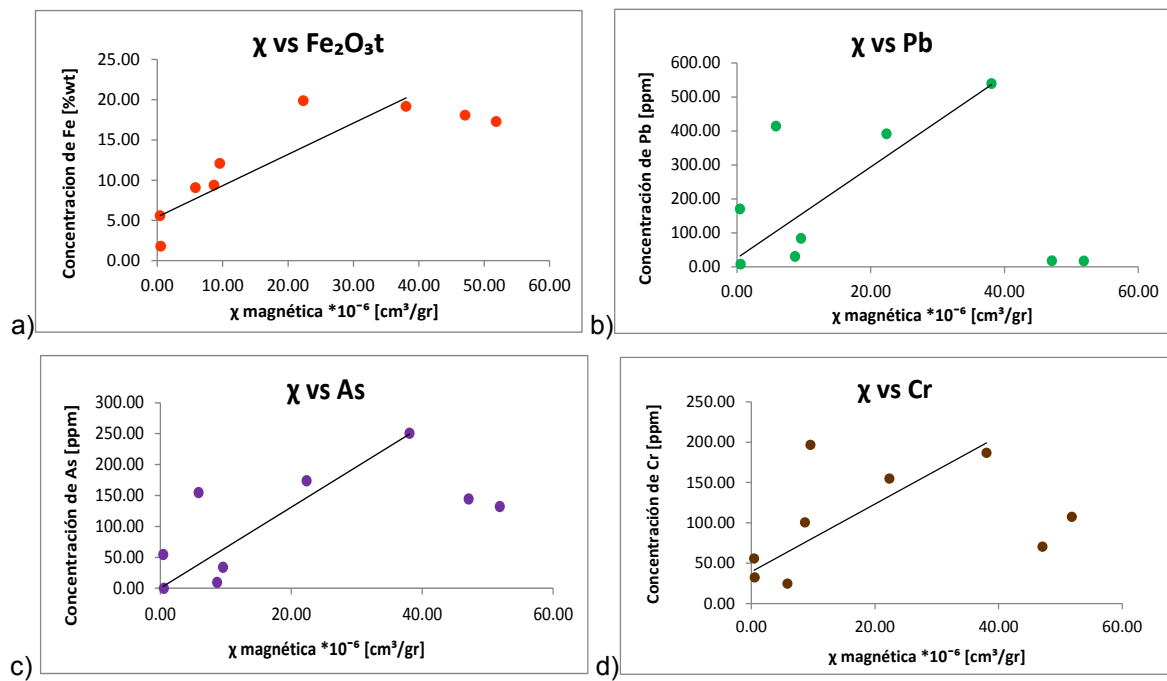 χ vs Fe₂O₃t
Concentracion de Fe [%wt]
25.00
20.00
15.00
10.00
5.00
0.00
0.00 10.00 20.00 30.00 40.00 50.00 60.00
χ magnética *10⁻⁶ [cm³/gr]
a)
χ vs Pb
Concentración de Pb [ppm]
600.00
500.00
400.00
300.00
200.00
100.00
0.00
0.00 20.00 40.00 60.00
χ magnética *10⁻⁶ [cm³/gr]
b)
χ vs As
Concentración de As [ppm]
300.00
250.00
200.00
150.00
100.00
50.00
0.00
0.00 20.00 40.00 60.00
χ magnética *10⁻⁶ [cm³/gr]
c)
χ vs Cr
Concentración de Cr [ppm]
250.00
200.00
150.00
100.00
50.00
0.00
0.00 20.00 40.00 60.00
χ magnética *10⁻⁶ [cm³/gr]
d)